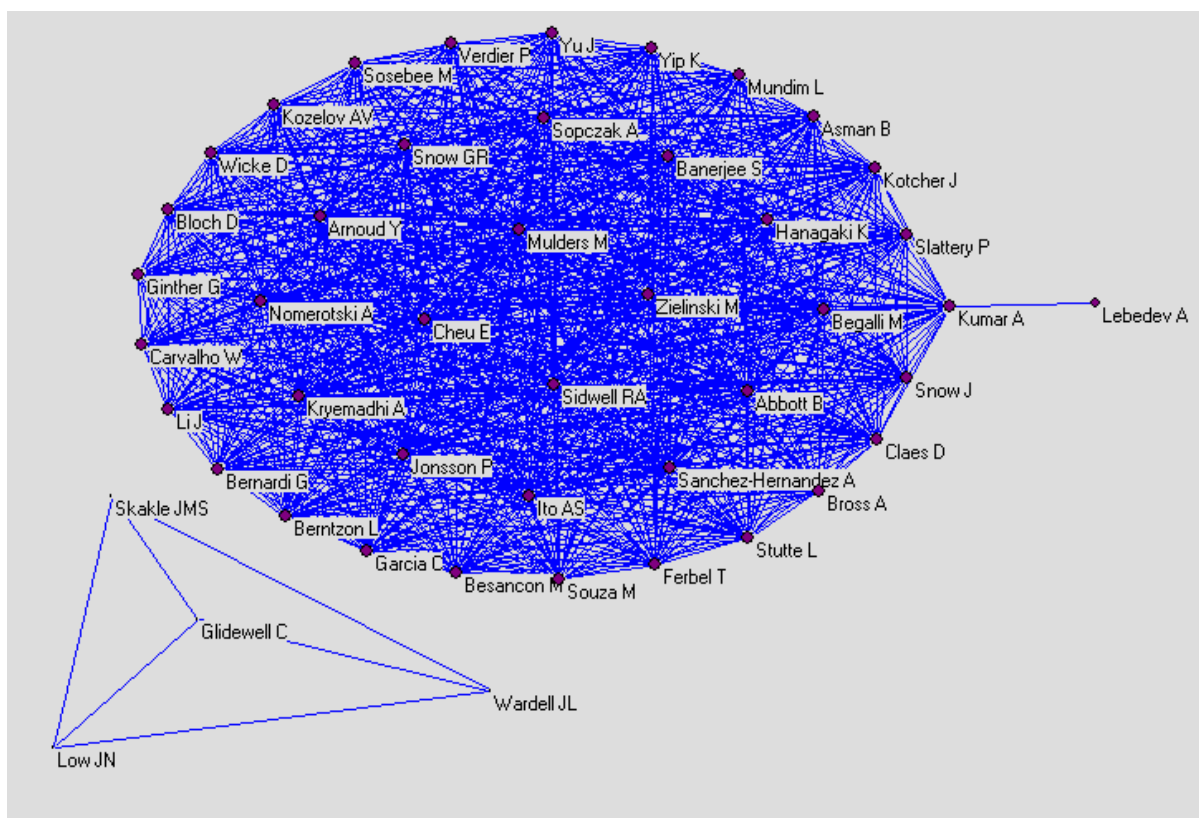 Yu J
Verdier P
Yip K
Sosebee M
Mundim L
Kozelov AV
Sopczak A
Asman B
Snow GR
Wicke D
Banerjee S
Kotcher J
Bloch D
Arnoud Y
Mulders M
Hanagaki K
Slattery P
Ginther G
Nomerotski A
Zielinski M
Cheu E
Begalli M
Kumar A
Lebedev A
Carvalho W
Snow J
Sidwell RA
Kryemadhi A
Abbott B
Li J
Claes D
Jonsson P
Bernardi G
Sanchez-Hernandez A
Bross A
Skakle JMS
Ito AS
Berntzon L
Stutte L
Garcia C
Besancon M
Souza M
Ferbel T
Glidewell C
Wardell JL
Low JN